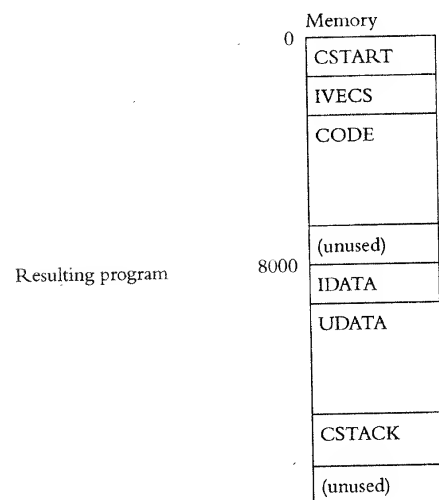 Memory
0
CSTART
IVECS
CODE
(unused)
8000
IDATA
Resulting program
UDATA
CSTACK
(unused)